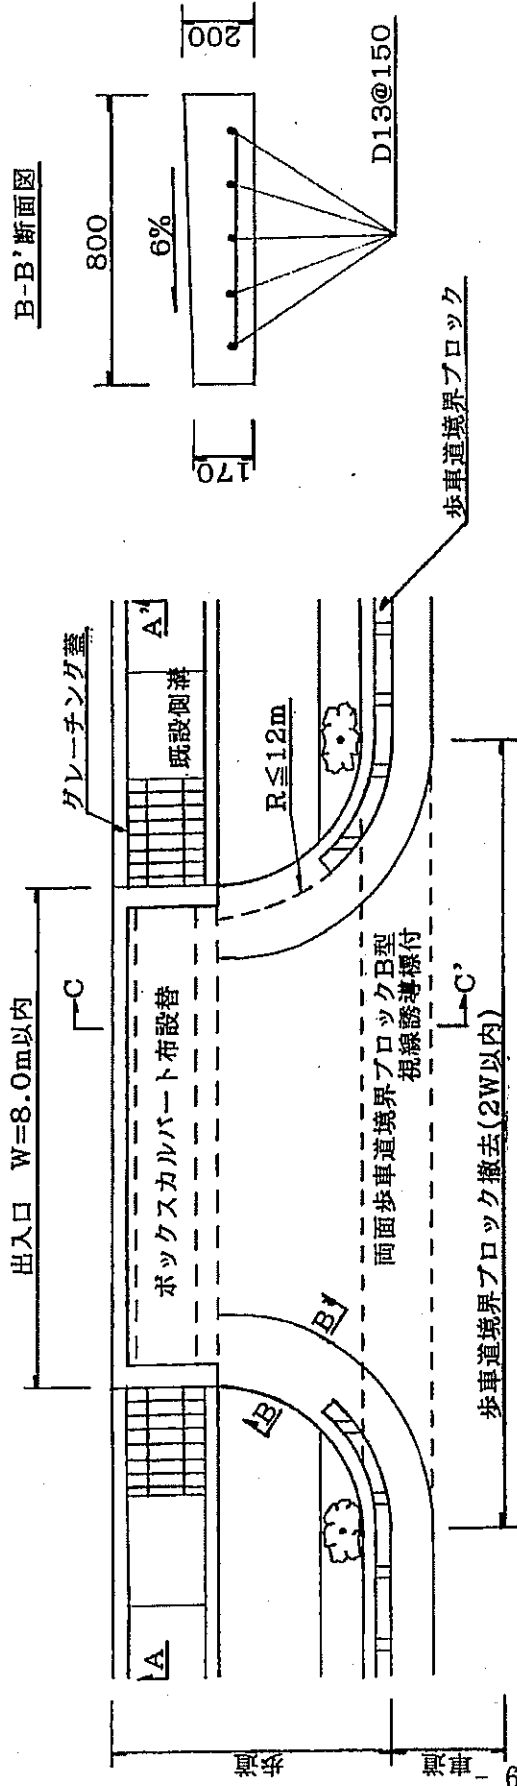 出入口 W=8.0m以内
グレーチング蓋
C
A
A'
既設側溝
ボックスカルバート布設替
R≦12m
B
B'
両面歩車道境界ブロックB型
視線誘導標付
C'
歩車道境界ブロック撤去(2W以内)
歩車道境界ブロック
歩道
車道
B-B'断面図
800
6%
170
200
D13@150